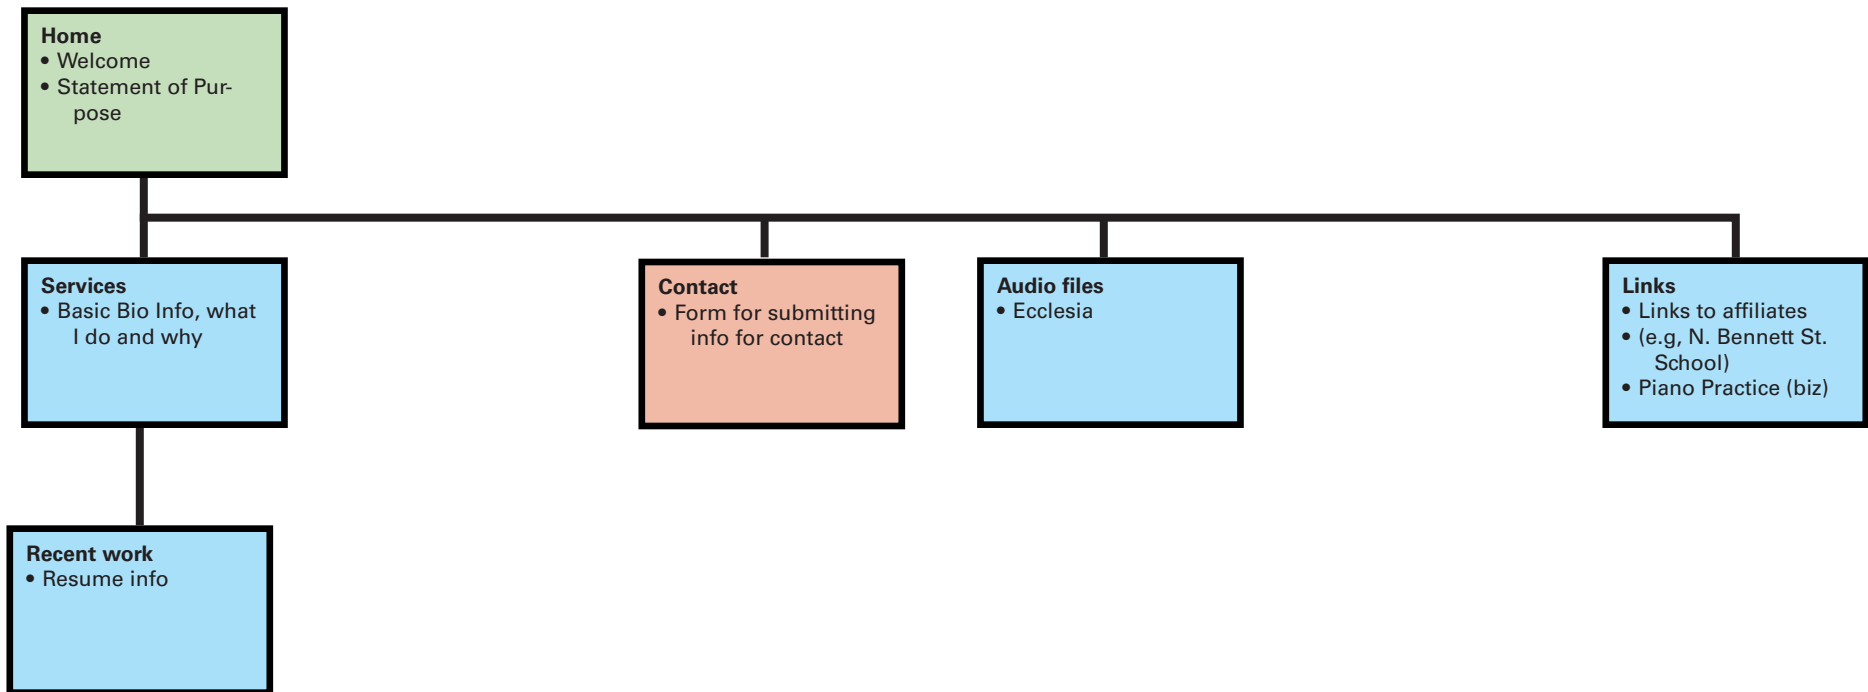 Home
• Welcome
• Statement of Pur-
pose
Services
• Basic Bio Info, what
I do and why
Contact
• Form for submitting
info for contact
Audio files
• Ecclesia
Links
• Links to affiliates
• (e.g, N. Bennett St.
School)
• Piano Practice (biz)
Recent work
• Resume info